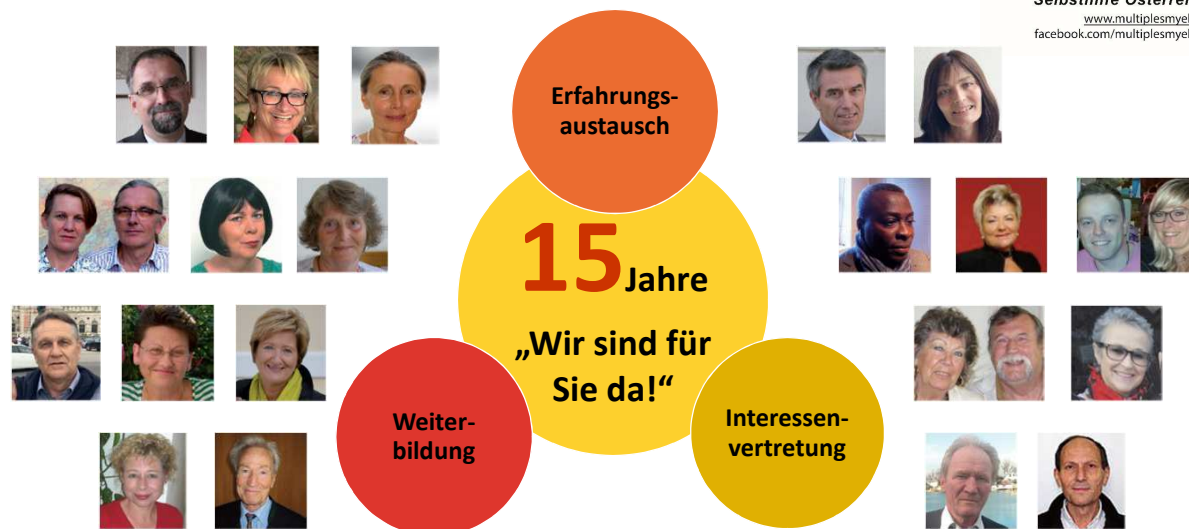 www.multiplesmyel
facebook.com/multiplesmyel
Erfahrungs-
austausch
15 Jahre
„Wir sind für
Sie da!“
Weiter-
bildung
Interessen-
vertretung